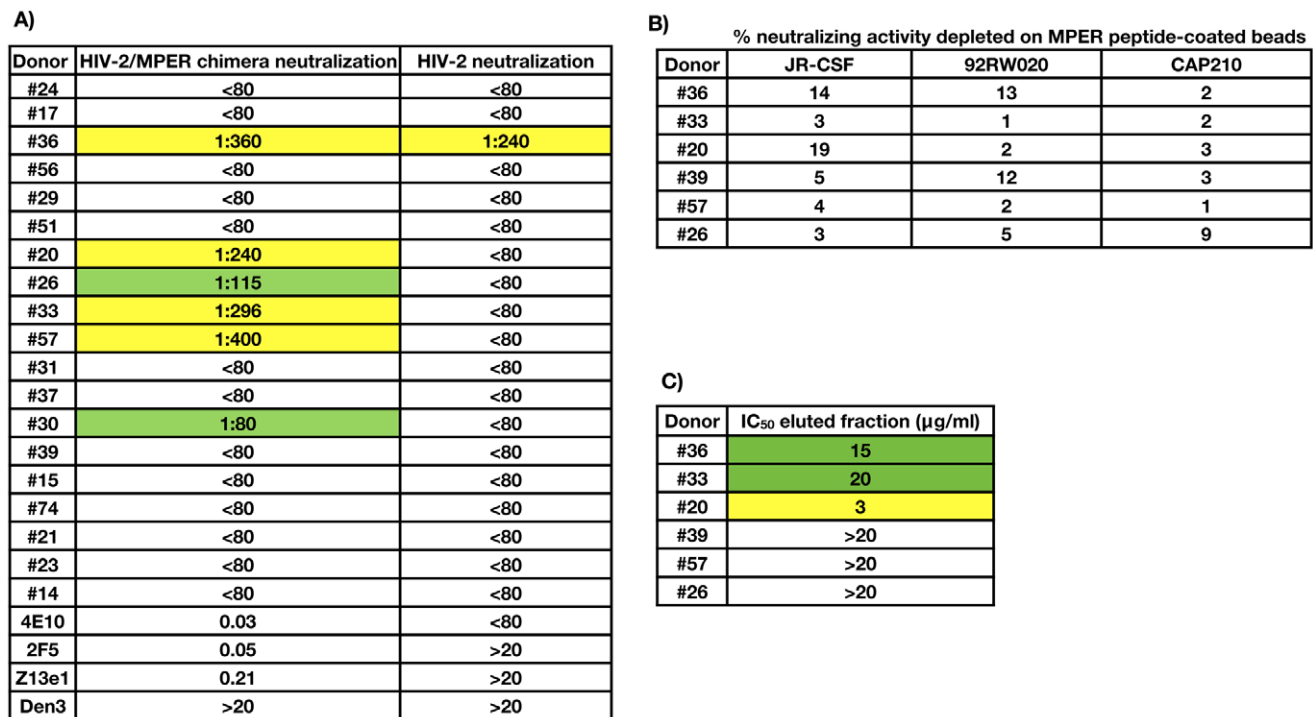 A)
Donor HIV-2/MPER chimera neutralization HIV-2 neutralization
#24 <80 <80
#17 <80 <80
#36 1:360 1:240
#56 <80 <80
#29 <80 <80
#51 <80 <80
#20 1:240 <80
#26 1:115 <80
#33 1:296 <80
#57 1:400 <80
#31 <80 <80
#37 <80 <80
#30 1:80 <80
#39 <80 <80
#15 <80 <80
#74 <80 <80
#21 <80 <80
#23 <80 <80
#14 <80 <80
4E10 0.03 <80
2F5 0.05 >20
Z13e1 0.21 >20
Den3 >20 >20
B)
% neutralizing activity depleted on MPER peptide-coated beads
Donor JR-CSF 92RW020 CAP210
#36 14 13 2
#33 3 1 2
#20 19 2 3
#39 5 12 3
#57 4 2 1
#26 3 5 9
C)
Donor IC₅₀ eluted fraction (µg/ml)
#36 15
#33 20
#20 3
#39 >20
#57 >20
#26 >20